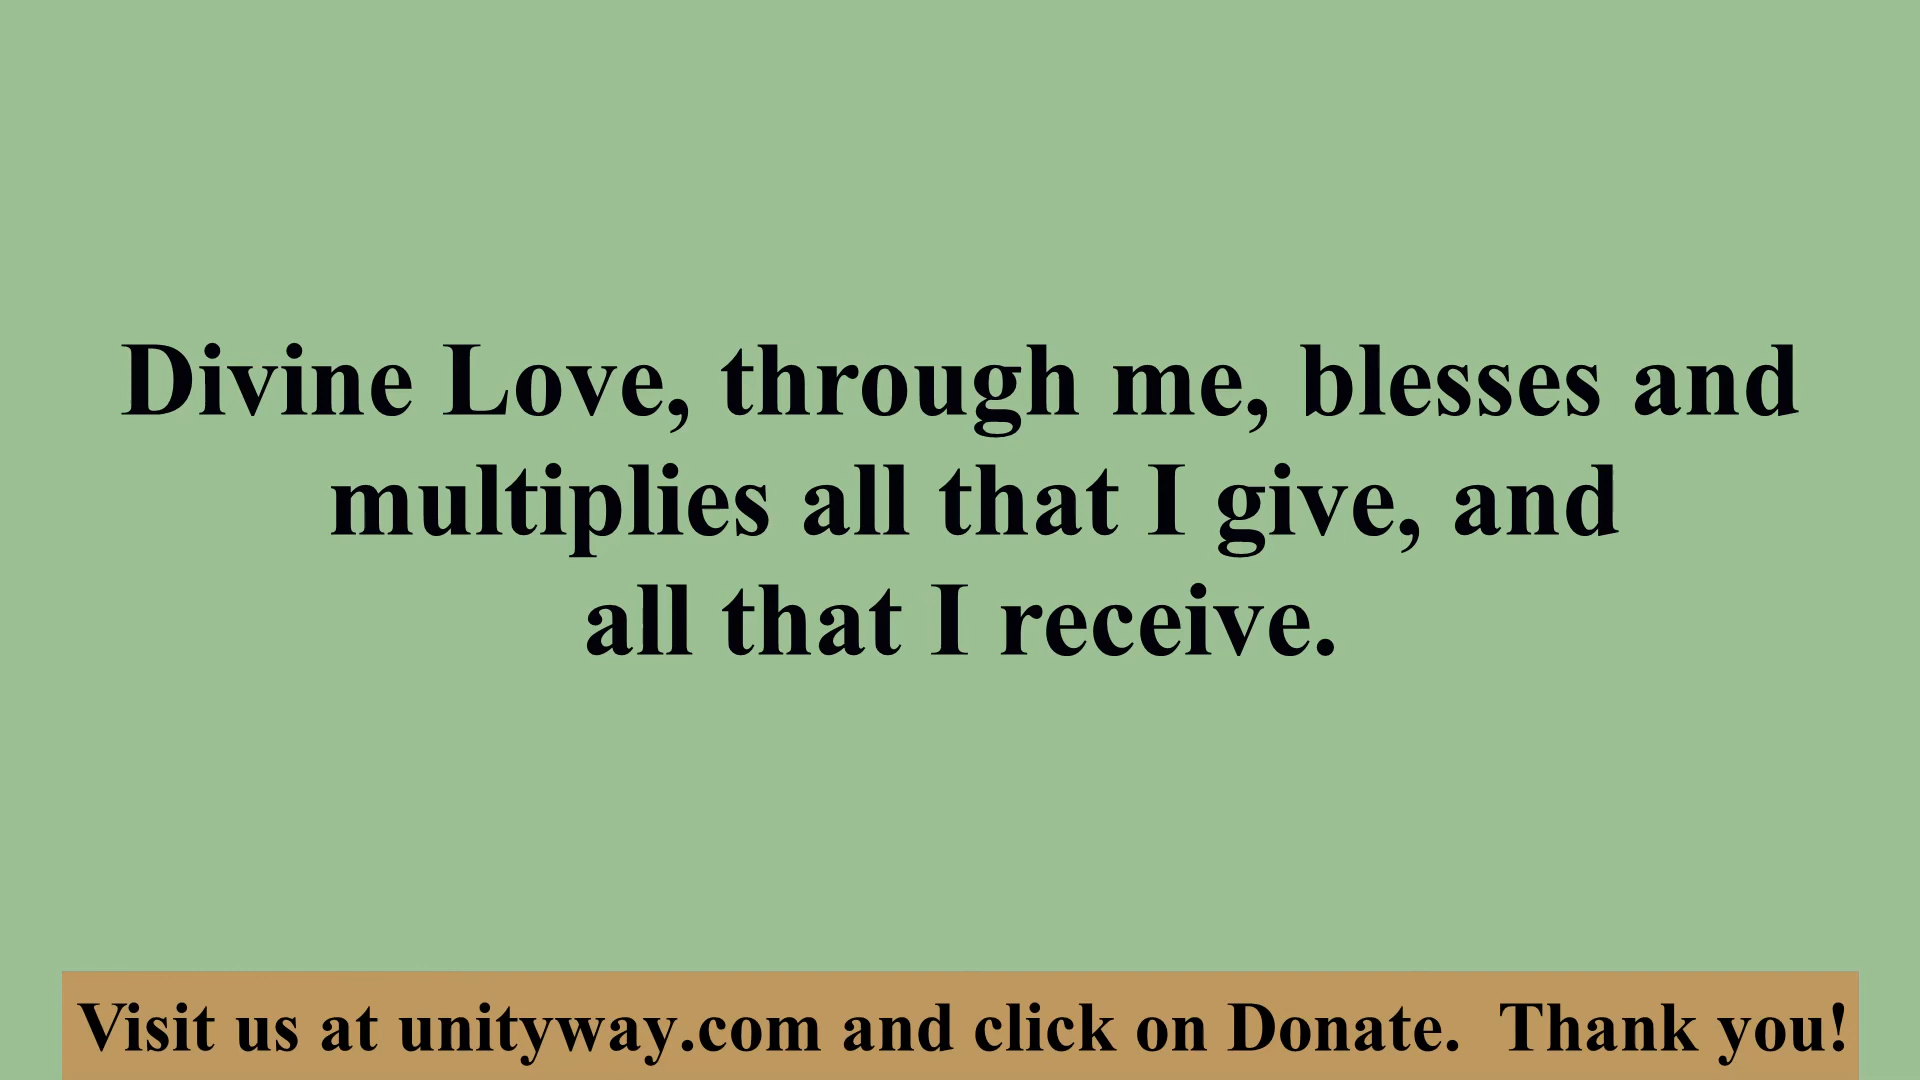 Divine Love, through me, blesses and
multiplies all that I give, and
all that I receive.
Visit us at unityway.com and click on Donate.  Thank you!